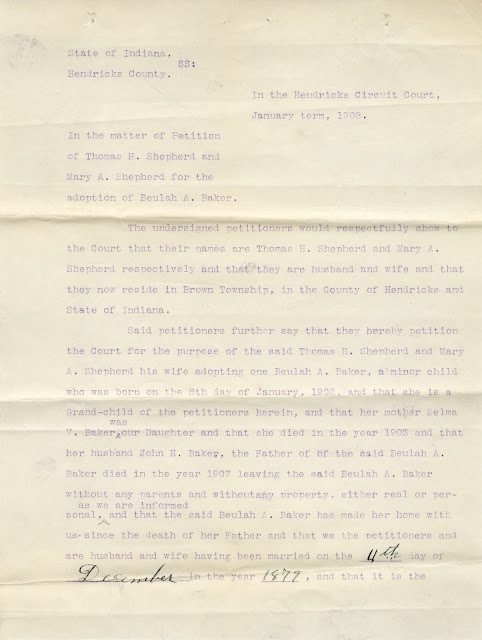 State of Indiana,
SS:
Hendricks County.
In the Hendricks Circuit Court,
January term, 1908.
In the matter of Petition
of Thomas H. Shepherd and
Mary A. Shepherd for the
adoption of Beulah A. Baker.
The undersigned petitioners would respectfully show to
the Court that their names are Thomas H. Shepherd and Mary A.
Shepherd respectively and that they are husband and wife and that
they now reside in Brown Township, in the County of Hendricks and
State of Indiana.
Said petitioners further say that they hereby petition
the Court for the purpose of the said Thomas H. Shepherd and Mary
A. Shepherd his wife adopting one Beulah A. Baker, a minor child
who was born on the 8th day of January, 1902, and that she is a
Grand-child of the petitioners herein, and that her mother Zelma
was
V. Baker,our Daughter and that she died in the year 1903 and that
her husband John H. Baker, the Father of of the said Beulah A.
Baker died in the year 1907 leaving the said Beulah A. Baker
without any parents and withoutang property. either real or per-
as we are informed
sonal, and that the said Beulah A. Baker has made her home with
us since the death of her Father and that we the petitioners and
are husband and wife having been married on the 4th day of
December in the year 1879, and that it is the